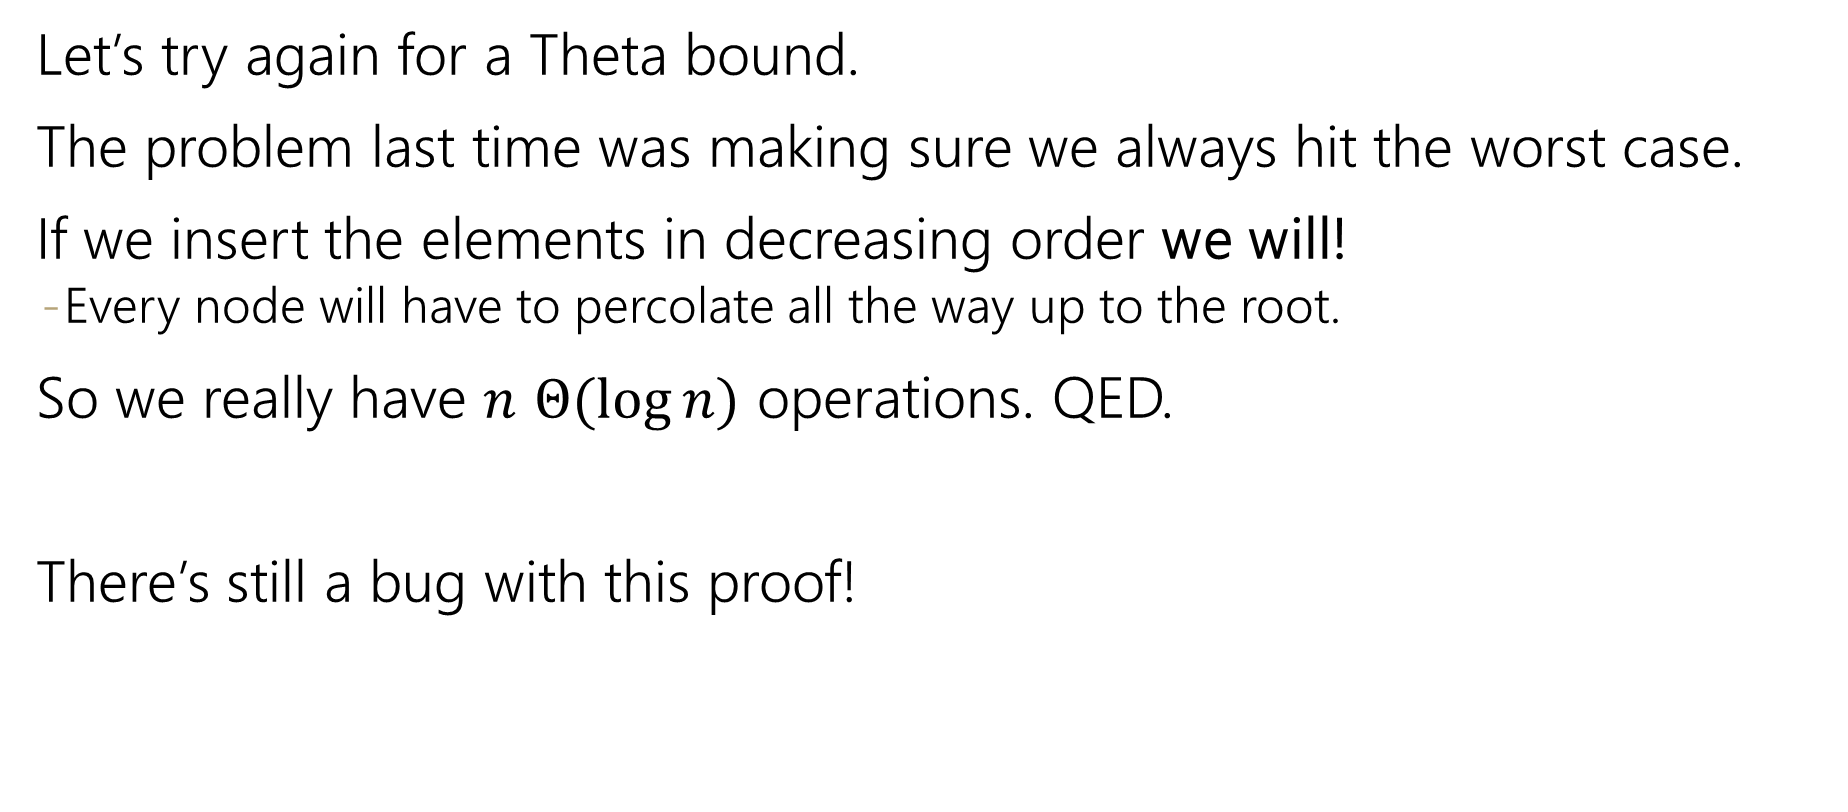 Let’s try again for a Theta bound.
The problem last time was making sure we always hit the worst case.
If we insert the elements in decreasing order we will!
-Every node will have to percolate all the way up to the root.
So we really have n Θ(log n) operations. QED.
There’s still a bug with this proof!